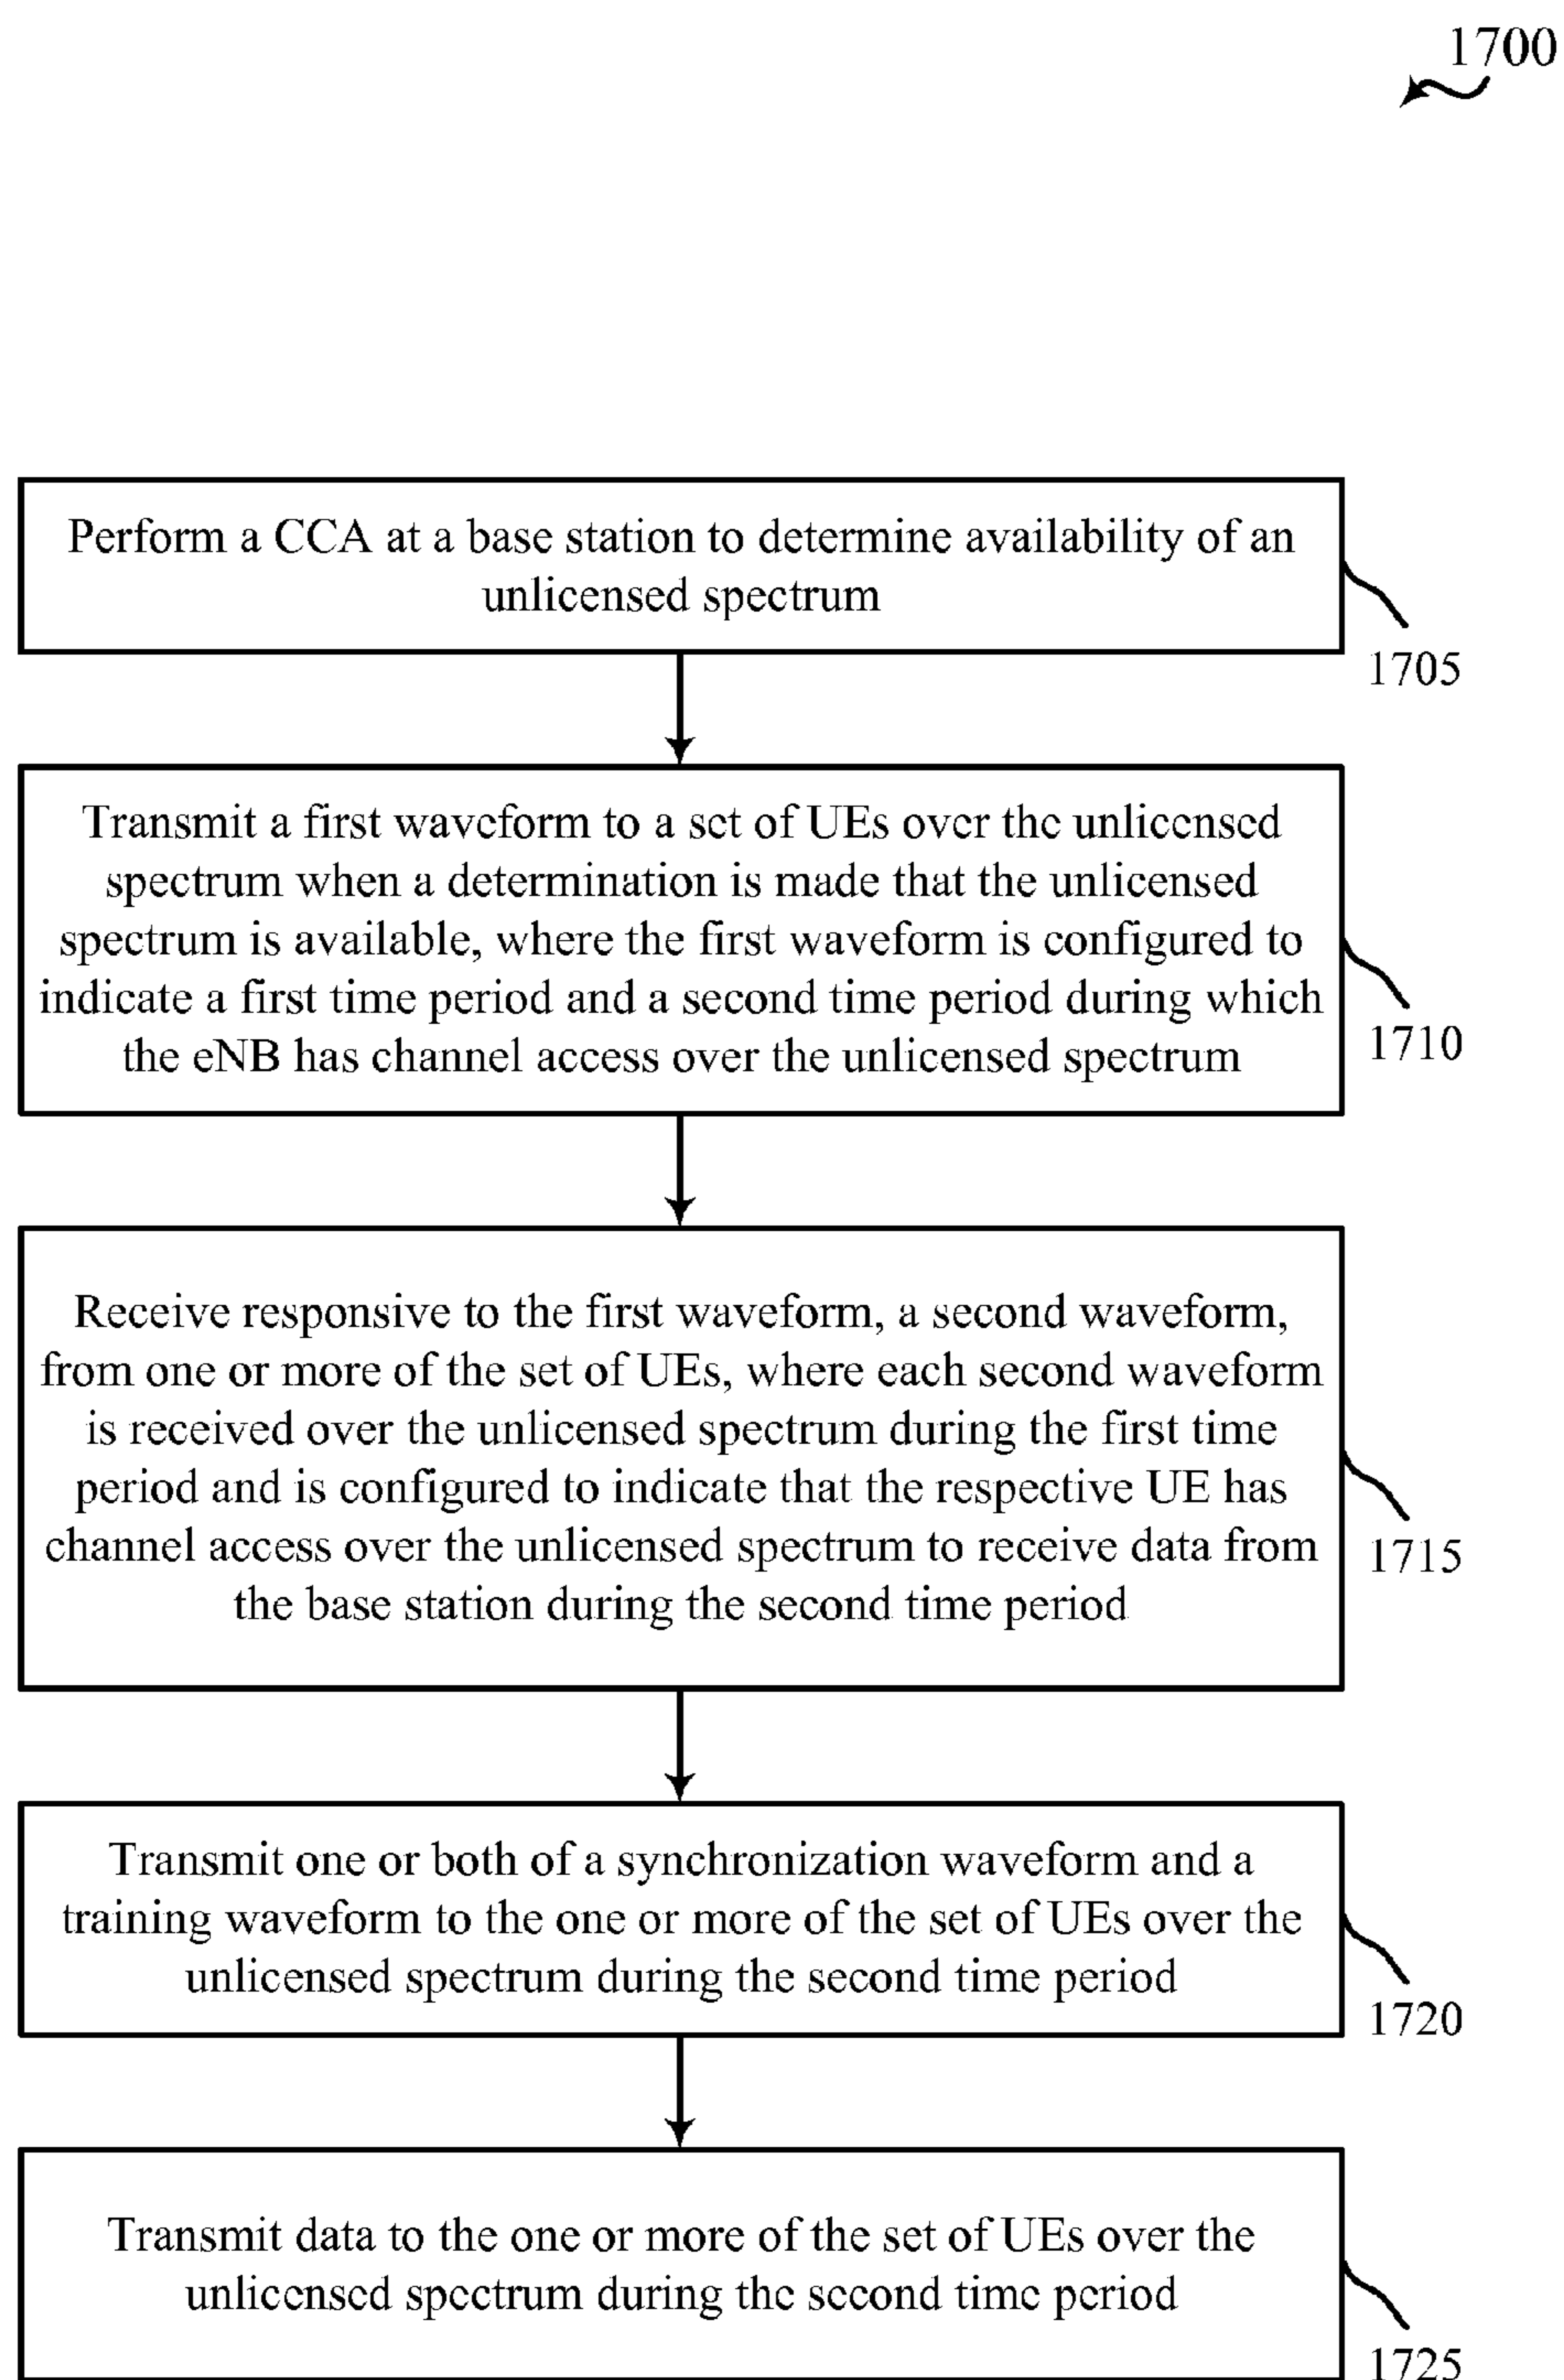 1700
Perform a CCA at a base station to determine availability of an
unlicensed spectrum
1705
Transmit a first waveform to a set of UEs over the unlicensed
spectrum when a determination is made that the unlicensed
spectrum is available, where the first waveform is configured to
indicate a first time period and a second time period during which
the eNB has channel access over the unlicensed spectrum
1710
Receive responsive to the first waveform, a second waveform,
from one or more of the set of UEs, where each second waveform
is received over the unlicensed spectrum during the first time
period and is configured to indicate that the respective UE has
channel access over the unlicensed spectrum to receive data from
the base station during the second time period
1715
Transmit one or both of a synchronization waveform and a
training waveform to the one or more of the set of UEs over the
unlicensed spectrum during the second time period
1720
Transmit data to the one or more of the set of UEs over the
unlicensed spectrum during the second time period
1725